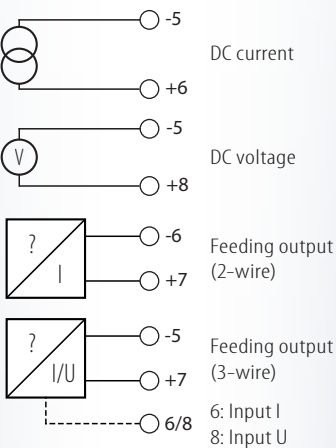 -5
DC current
+6
-5
V
DC voltage
+8
?
I
-6
Feeding output
(2-wire)
+7
?
I/U
-5
Feeding output
(3-wire)
+7
6/8
6: Input I
8: Input U